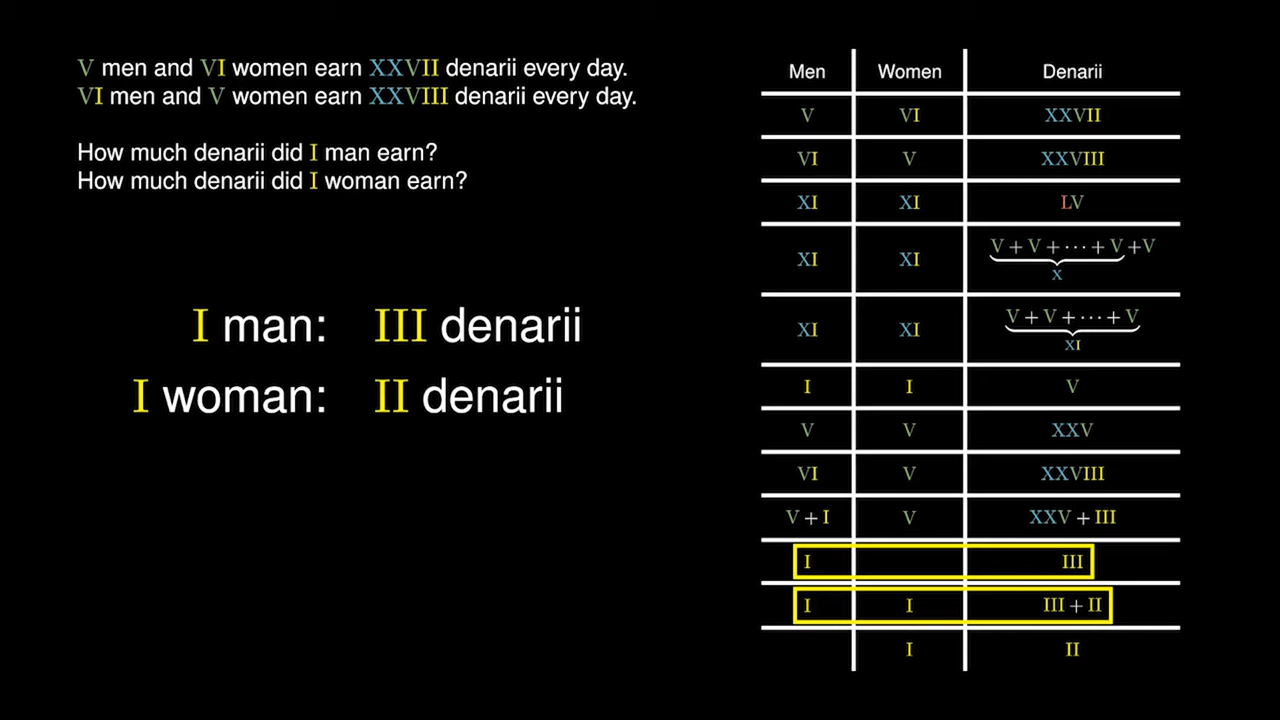 V men and VI women earn XXVII denarii every day.
VI men and V women earn XXVIII denarii every day.
How much denarii did I man earn?
How much denarii did I woman earn?
I man: III denarii
I woman: II denarii
Men Women Denarii
V VI XXVII
VI V XXVIII
XI XI LV
XI XI V + V + ⋯ + V + V
X
XI XI V + V + ⋯ + V
XI
I I V
V V XXV
VI V XXVIII
V + I V XXV + III
I III
I I III + II
I II